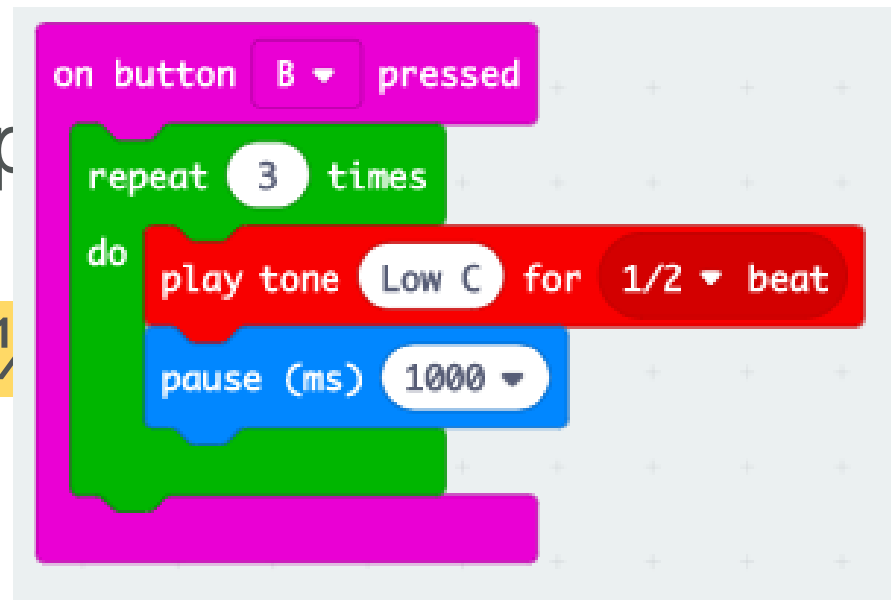 on button B pressed
repeat 3 times
do
play tone Low C for 1/2 beat
pause (ms) 1000